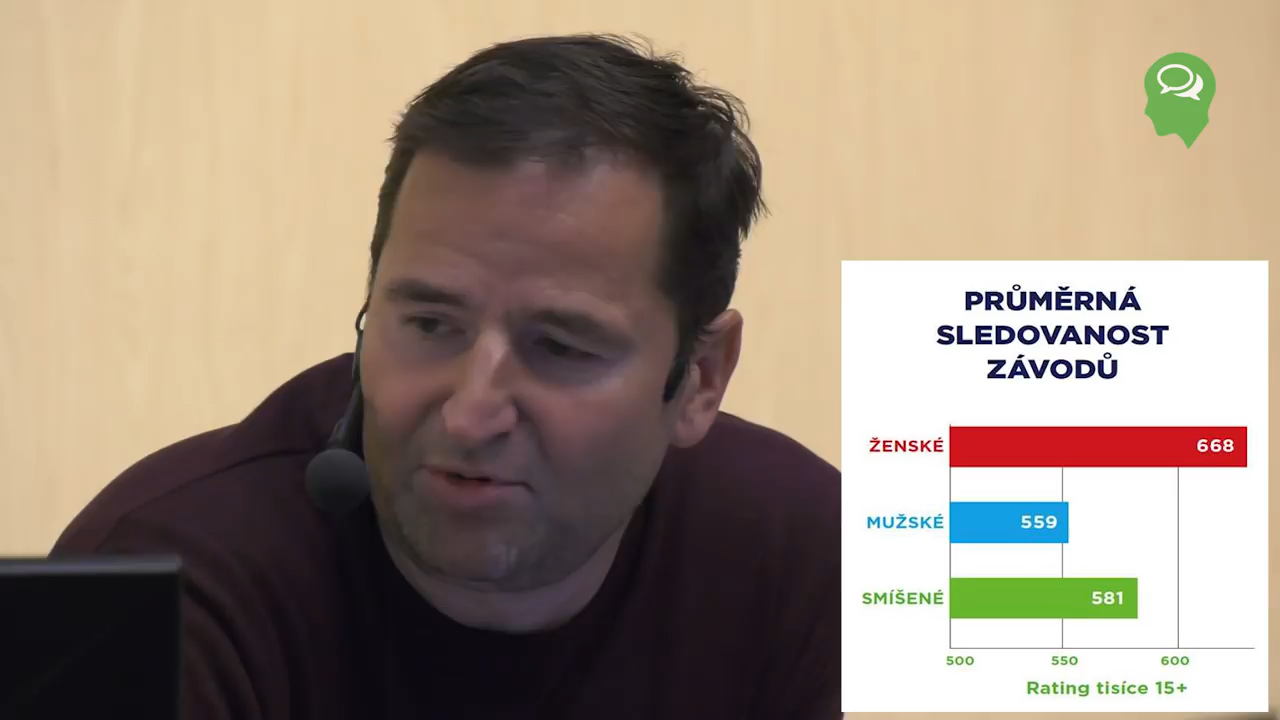 PRŮMĚRNÁ
SLEDOVANOST
ZÁVODŮ
ŽENSKÉ 668
MUŽSKÉ 559
SMÍŠENÉ 581
500 550 600
Rating tisíce 15+